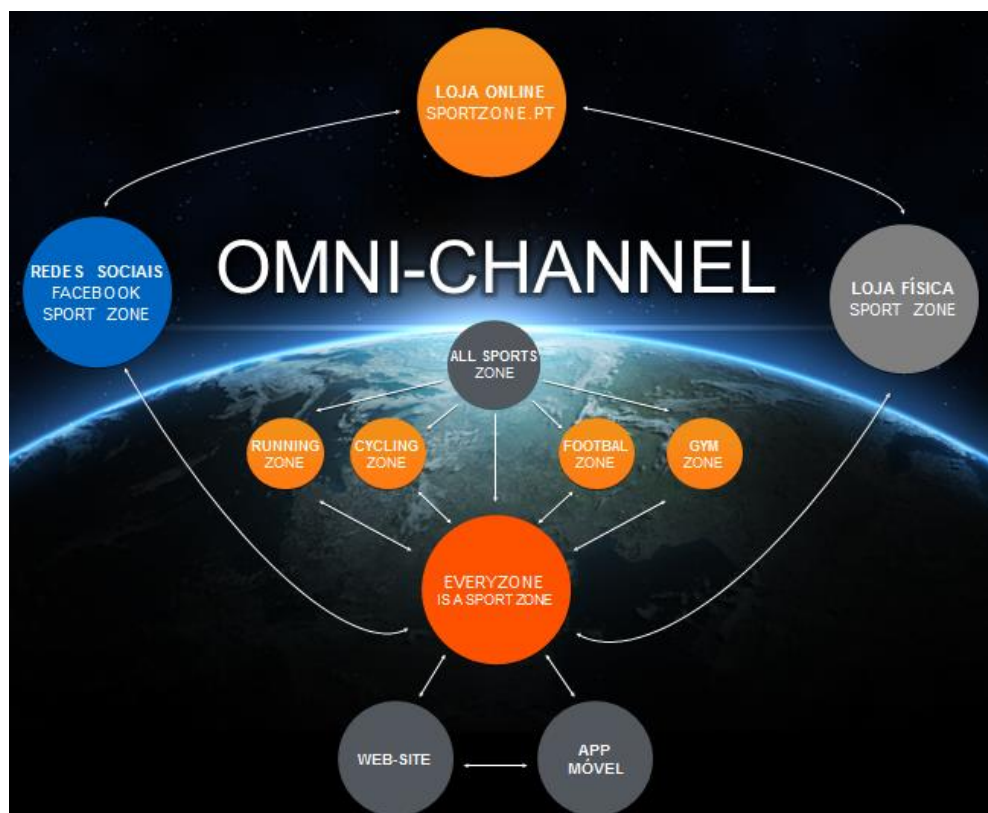 LOJA ONLINE
SPORTZONE.PT
REDES SOCIAIS
FACEBOOK
SPORT ZONE
OMNI-CHANNEL
LOJA FÍSICA
SPORT ZONE
ALL SPORTS
ZONE
RUNNING
ZONE
CYCLING
ZONE
FOOTBAL
ZONE
GYM
ZONE
EVERYZONE
IS A SPORT ZONE
WEB-SITE
APP
MÓVEL